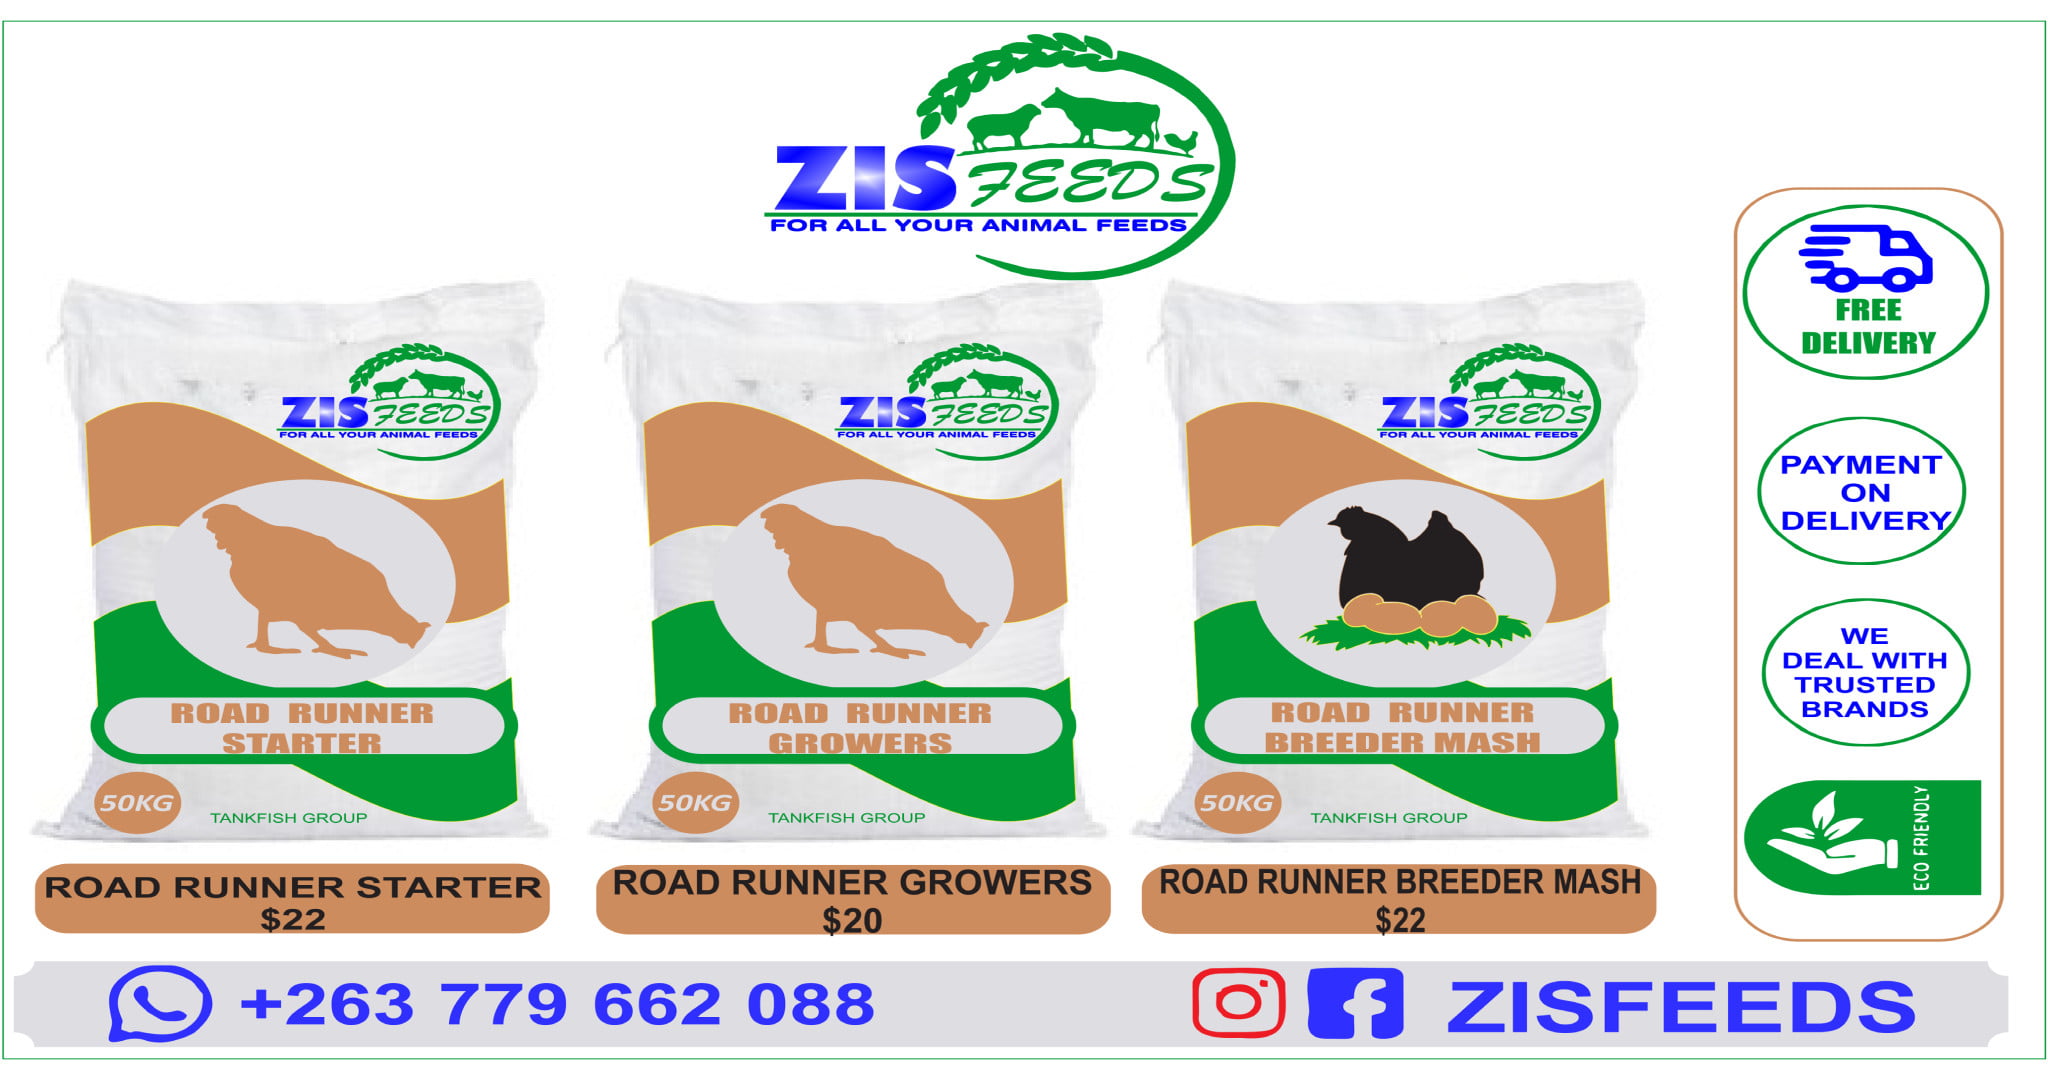 ZIS FEEDS
FOR ALL YOUR ANIMAL FEEDS
ZIS FEEDS
FOR ALL YOUR ANIMAL FEEDS
ROAD RUNNER
STARTER
50KG
TANKFISH GROUP
ZIS FEEDS
FOR ALL YOUR ANIMAL FEEDS
ROAD RUNNER
GROWERS
50KG
TANKFISH GROUP
ZIS FEEDS
FOR ALL YOUR ANIMAL FEEDS
ROAD RUNNER
BREEDER MASH
50KG
TANKFISH GROUP
ROAD RUNNER STARTER
$22
ROAD RUNNER GROWERS
$20
ROAD RUNNER BREEDER MASH
$22
FREE
DELIVERY
PAYMENT
ON
DELIVERY
WE
DEAL WITH
TRUSTED
BRANDS
ECO FRIENDLY
+263 779 662 088
ZISFEEDS